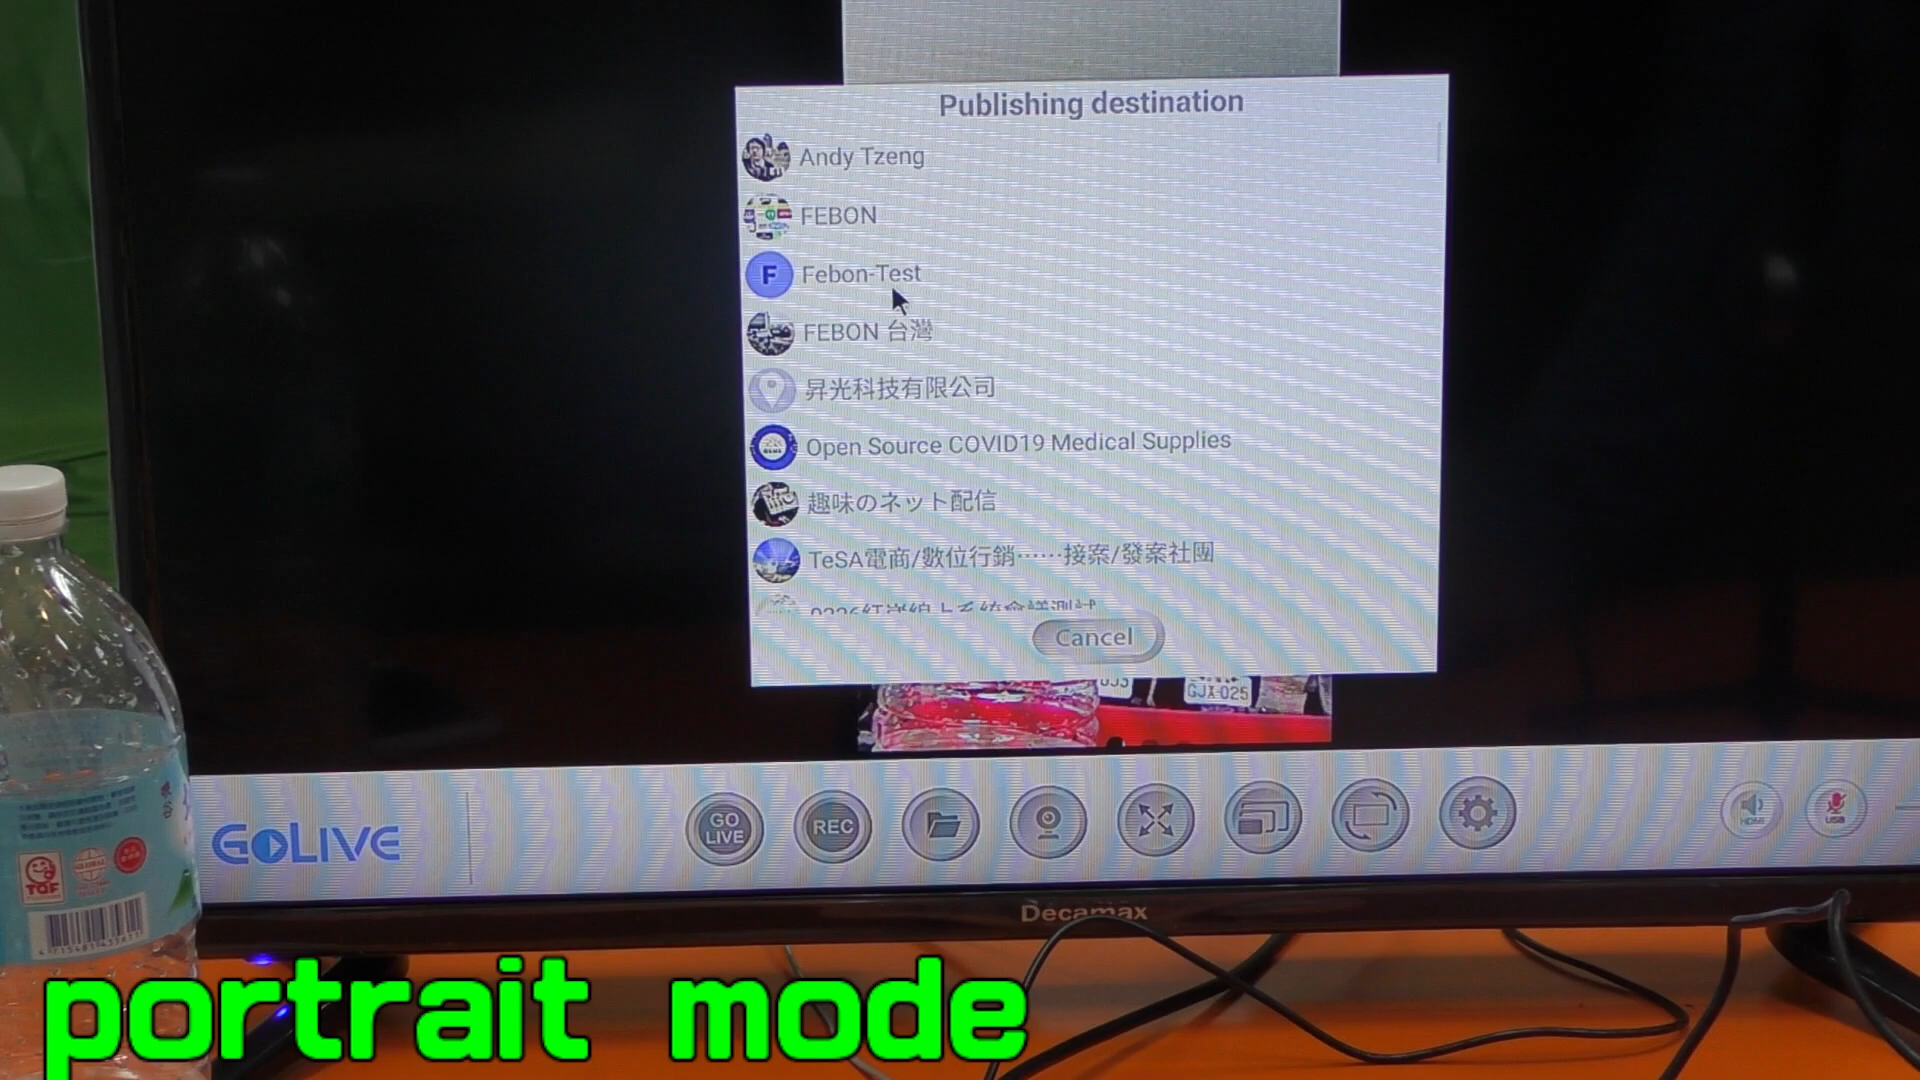 Publishing destination
Andy Tzeng
FEBON
F
Febon-Test
FEBON 台灣
昇光科技有限公司
Open Source COVID19 Medical Supplies
趣味のネット配信
TeSA電商/數位行銷……接案/發案社團
Cancel
GJX-025
GOLIVE
GO
LIVE
REC
HDMI
USB
Decamax
TQF
portrait mode